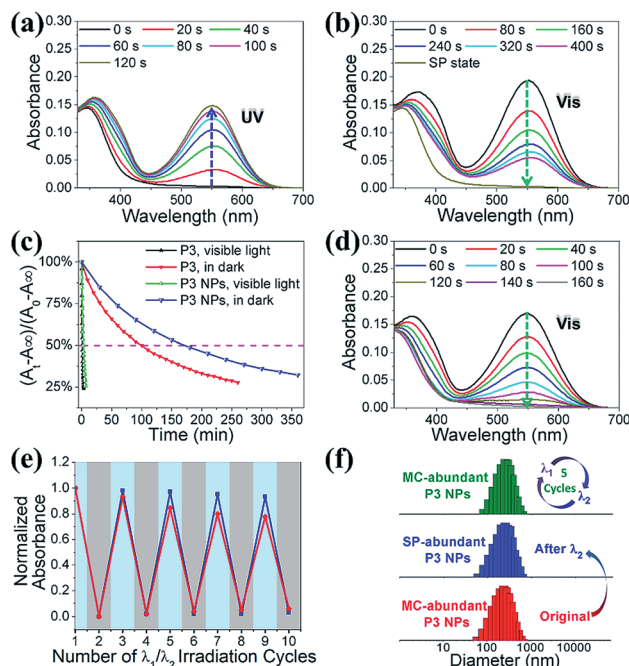 (a)
0 s 20 s 40 s
60 s 80 s 100 s
120 s
UV
Absorbance
0.30
0.25
0.20
0.15
0.10
0.05
0.00
400 500 600 700
Wavelength (nm)
(b)
0 s 80 s 160 s
240 s 320 s 400 s
SP state
Vis
Absorbance
0.30
0.25
0.20
0.15
0.10
0.05
0.00
400 500 600 700
Wavelength (nm)
(c)
P3, visible light
P3, in dark
P3 NPs, visible light
P3 NPs, in dark
(At-A∞)/(A0-A∞)
100%
75%
50%
25%
0 50 100 150 200 250 300 350
Time (min)
(d)
0 s 20 s 40 s
60 s 80 s 100 s
120 s 140 s 160 s
Vis
Absorbance
0.30
0.25
0.20
0.15
0.10
0.05
0.00
400 500 600 700
Wavelength (nm)
(e)
Normalized
Absorbance
1.4
1.2
1.0
0.8
0.6
0.4
0.2
0.0
1 2 3 4 5 6 7 8 9 10
Number of λ1/λ2 Irradiation Cycles
(f)
MC-abundant
P3 NPs
λ1 5
Cycles
λ2
SP-abundant
P3 NPs
After λ2
MC-abundant
P3 NPs
Original
10 100 1000 10000
Diameter (nm)